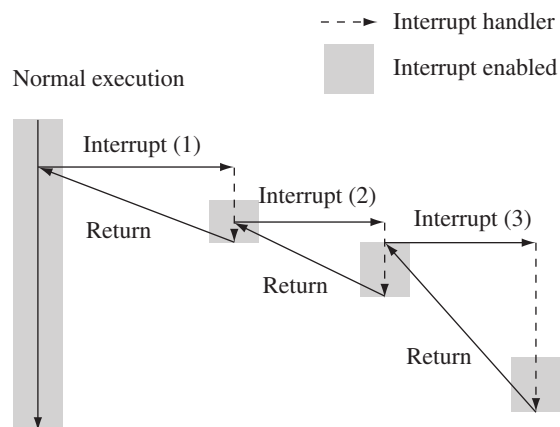 Interrupt handler
Interrupt enabled
Normal execution
Interrupt (1)
Interrupt (2)
Interrupt (3)
Return
Return
Return